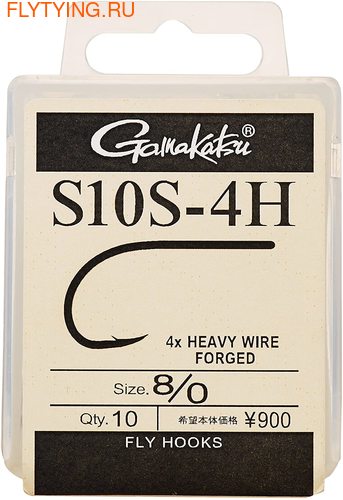 FLYTYING.RU
Gamakatsu®
S10S-4H
4x HEAVY WIRE
FORGED
Size. 8/0
Qty. 10 希望本体価格 ¥900
FLY HOOKS